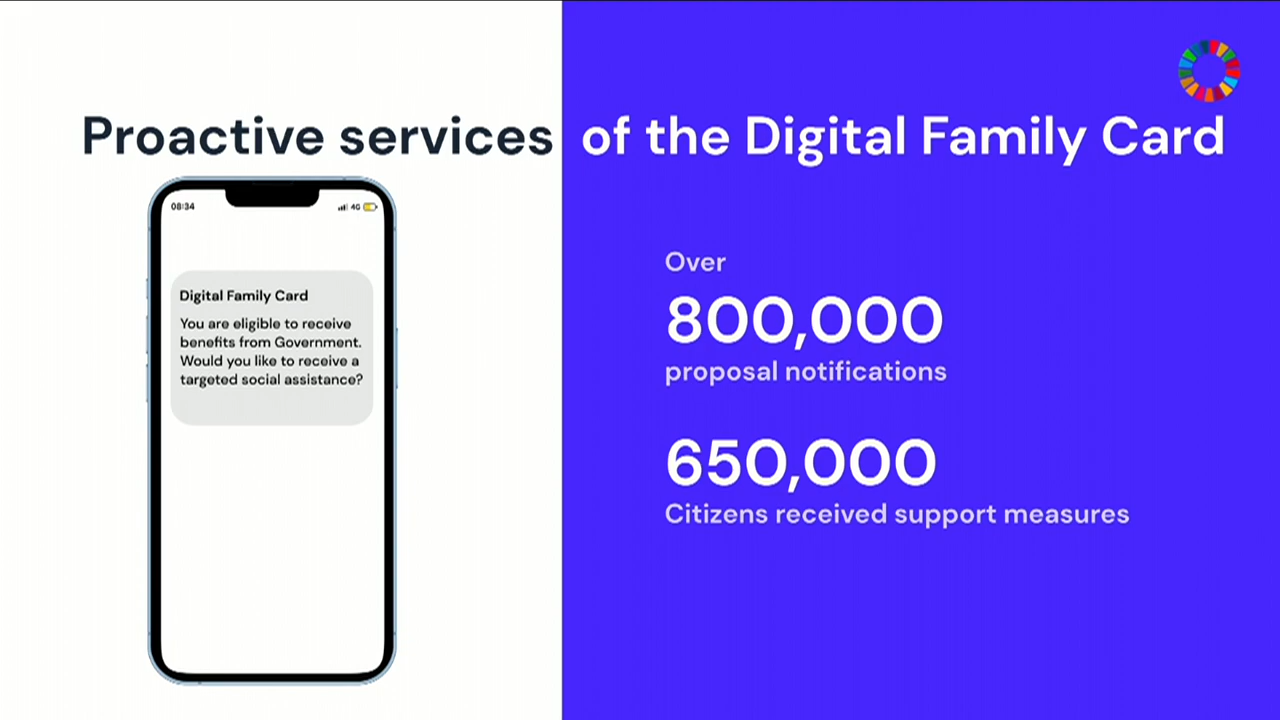 Proactive services of the Digital Family Card
08:34
4G
Digital Family Card
You are eligible to receive
benefits from Government.
Would you like to receive a
targeted social assistance?
Over
800,000
proposal notifications
650,000
Citizens received support measures